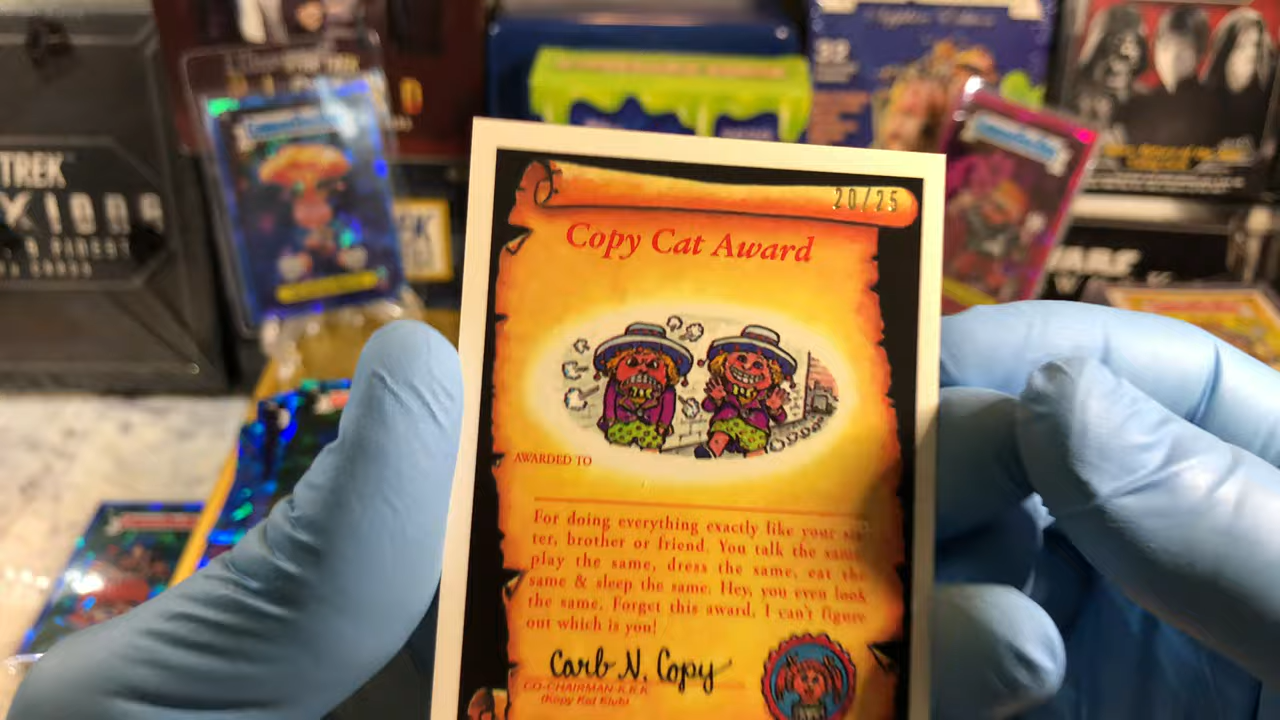 TREK
20/25
Copy Cat Award
AWARDED TO
For doing everything exactly like your sis-
ter, brother or friend. You talk the same,
play the same, dress the same, eat the
same & sleep the same. Hey, you even look
the same. Forget this award, I can't figure
out which is you!
Carb N. Copy
CO-CHAIRMAN K.K.K.
(Kopy Kat Klub)